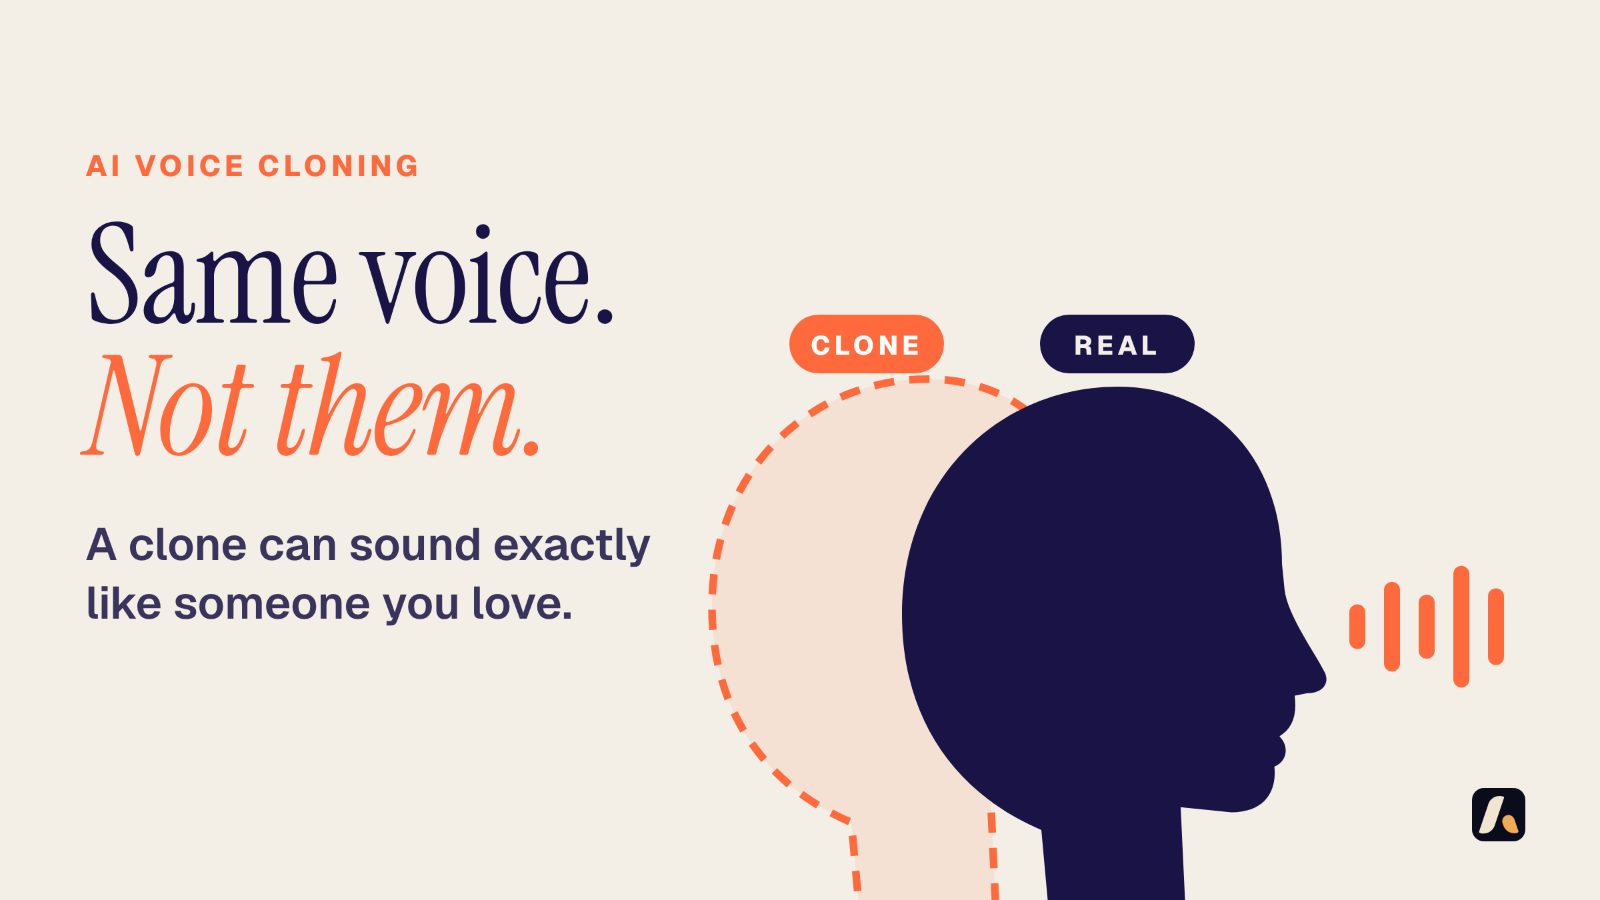 AI VOICE CLONING
Same voice.
Not them.
A clone can sound exactly
like someone you love.
CLONE
REAL